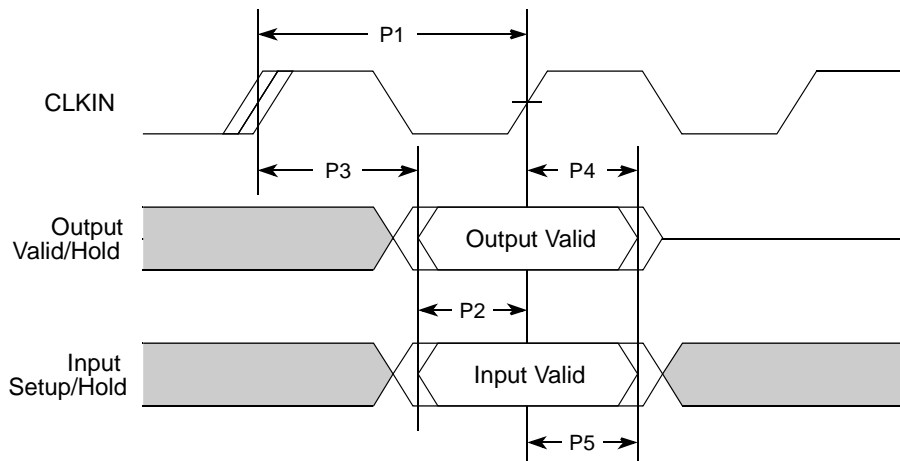 P1
CLKIN
P3
P4
Output
Valid/Hold
Output Valid
P2
Input
Setup/Hold
Input Valid
P5